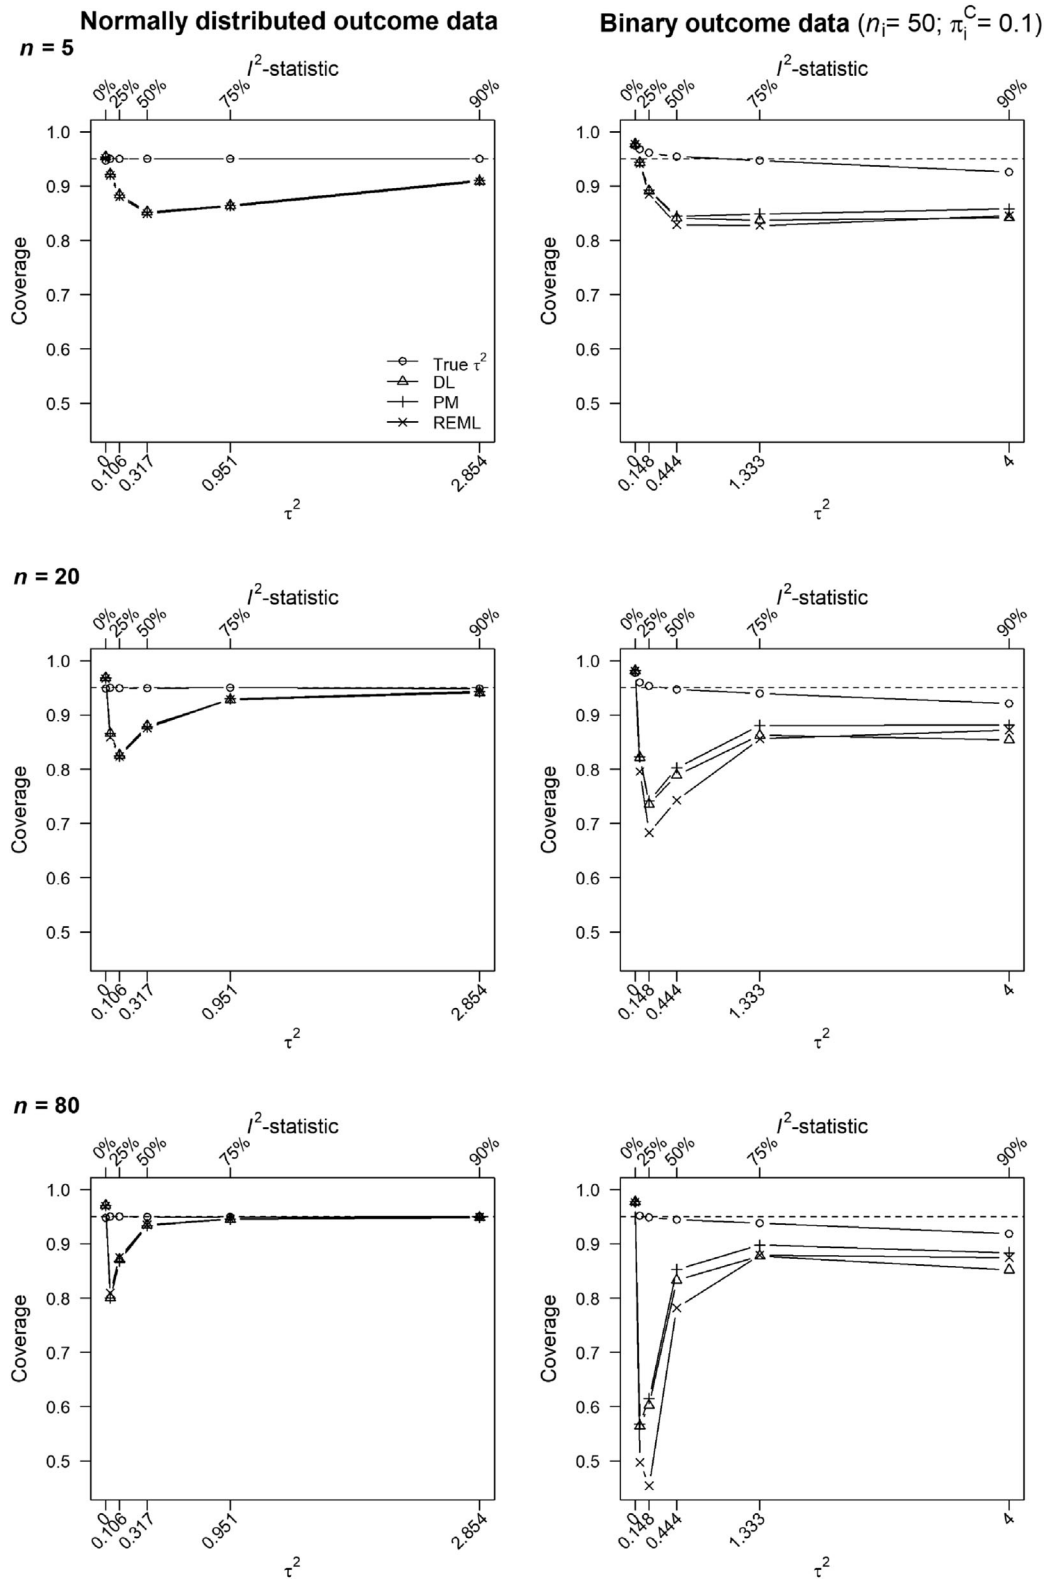 Normally distributed outcome data
Binary outcome data (nᵢ= 50; πᵢᶜ= 0.1)
n = 5
I²-statistic
0% 25% 50% 75% 90%
1.0
0.9
0.8
0.7
0.6
0.5
Coverage
True τ²
DL
PM
REML
0 0.106 0.317 0.951 2.854
τ²
I²-statistic
0% 25% 50% 75% 90%
1.0
0.9
0.8
0.7
0.6
0.5
Coverage
0 0.148 0.444 1.333 4
τ²
n = 20
I²-statistic
0% 25% 50% 75% 90%
1.0
0.9
0.8
0.7
0.6
0.5
Coverage
0 0.106 0.317 0.951 2.854
τ²
I²-statistic
0% 25% 50% 75% 90%
1.0
0.9
0.8
0.7
0.6
0.5
Coverage
0 0.148 0.444 1.333 4
τ²
n = 80
I²-statistic
0% 25% 50% 75% 90%
1.0
0.9
0.8
0.7
0.6
0.5
Coverage
0 0.106 0.317 0.951 2.854
τ²
I²-statistic
0% 25% 50% 75% 90%
1.0
0.9
0.8
0.7
0.6
0.5
Coverage
0 0.148 0.444 1.333 4
τ²